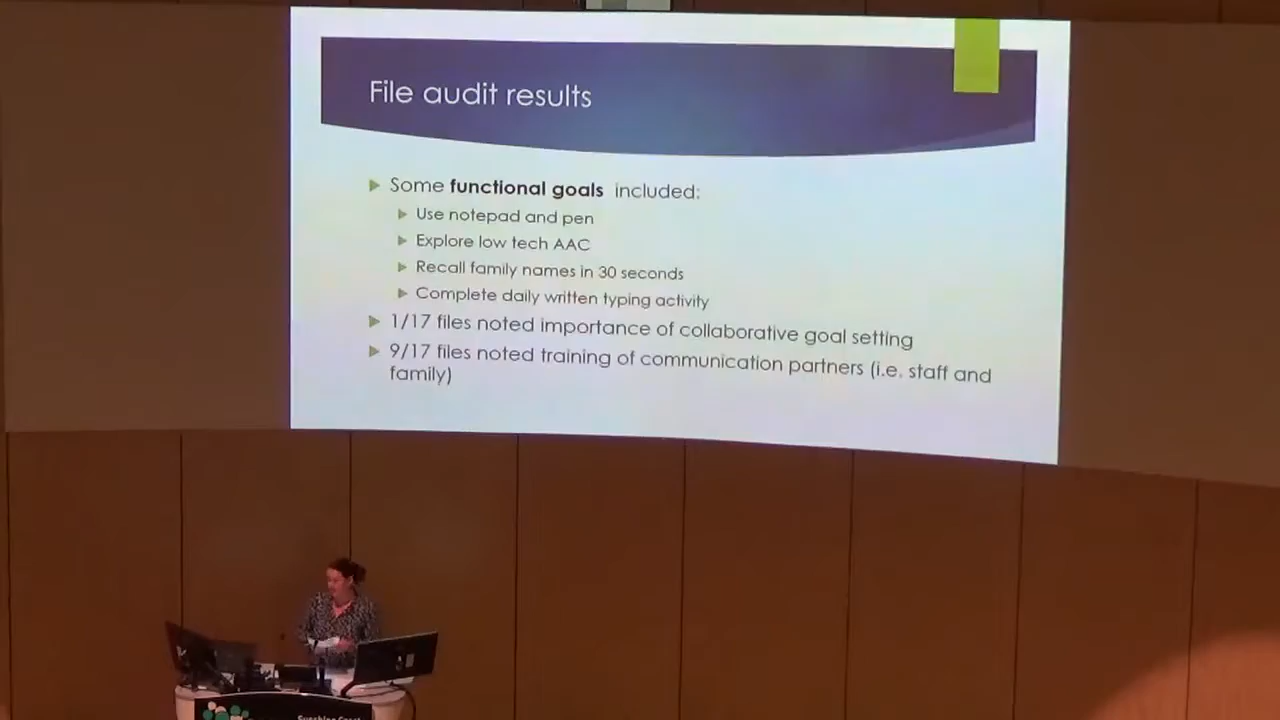 File audit results
Some functional goals included:
Use notepad and pen
Explore low tech AAC
Recall family names in 30 seconds
Complete daily written typing activity
1/17 files noted importance of collaborative goal setting
9/17 files noted training of communication partners (i.e. staff and
family)
Sunshine Coast